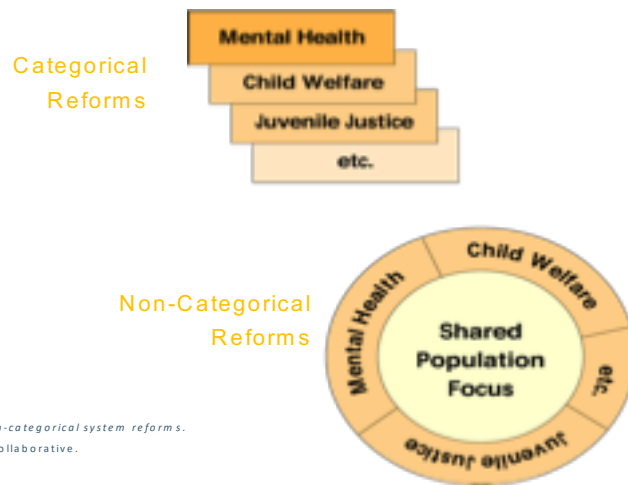 Categorical
Reforms
Mental Health
Child Welfare
Juvenile Justice
etc.
Non-Categorical
Reforms
Mental Health
Child Welfare
etc.
Juvenile Justice
Shared
Population
Focus
-categorical system reforms.
ollaborative.